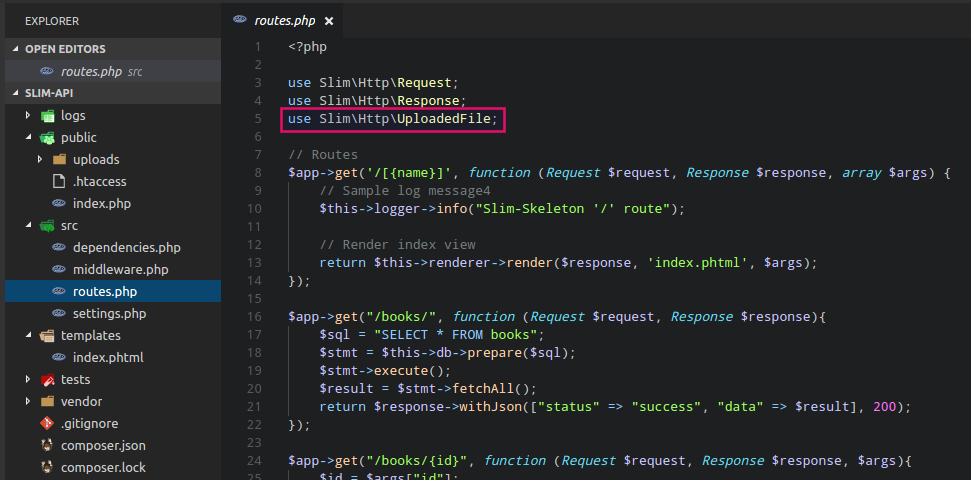 EXPLORER
OPEN EDITORS
routes.php src
SLIM-API
logs
public
uploads
.htaccess
index.php
src
dependencies.php
middleware.php
routes.php
settings.php
templates
index.phtml
tests
vendor
.gitignore
composer.json
composer.lock
routes.php ×
1 <?php
2
3 use Slim\Http\Request;
4 use Slim\Http\Response;
5 use Slim\Http\UploadedFile;
6
7 // Routes
8 $app->get('/[{name}]', function (Request $request, Response $response, array $args) {
9 // Sample log message4
10 $this->logger->info("Slim-Skeleton '/' route");
11
12 // Render index view
13 return $this->renderer->render($response, 'index.phtml', $args);
14 });
15
16 $app->get("/books/", function (Request $request, Response $response){
17 $sql = "SELECT * FROM books";
18 $stmt = $this->db->prepare($sql);
19 $stmt->execute();
20 $result = $stmt->fetchAll();
21 return $response->withJson(["status" => "success", "data" => $result], 200);
22 });
23
24 $app->get("/books/{id}", function (Request $request, Response $response, $args){
25 $id = $args["id"];